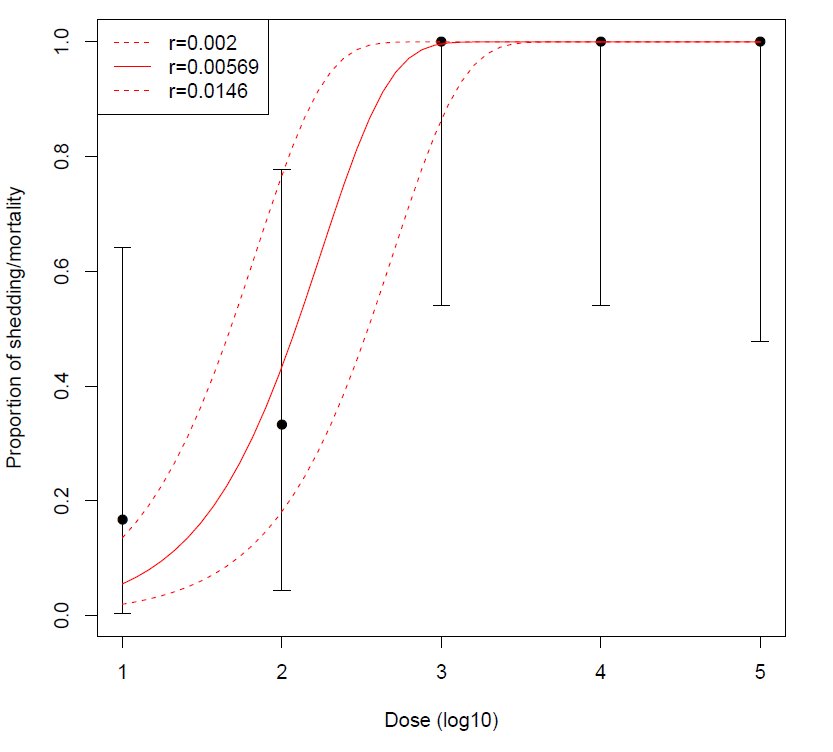 r=0.002
r=0.00569
r=0.0146
1.0
0.8
0.6
0.4
0.2
0.0
Proportion of shedding/mortality
1 2 3 4 5
Dose (log10)